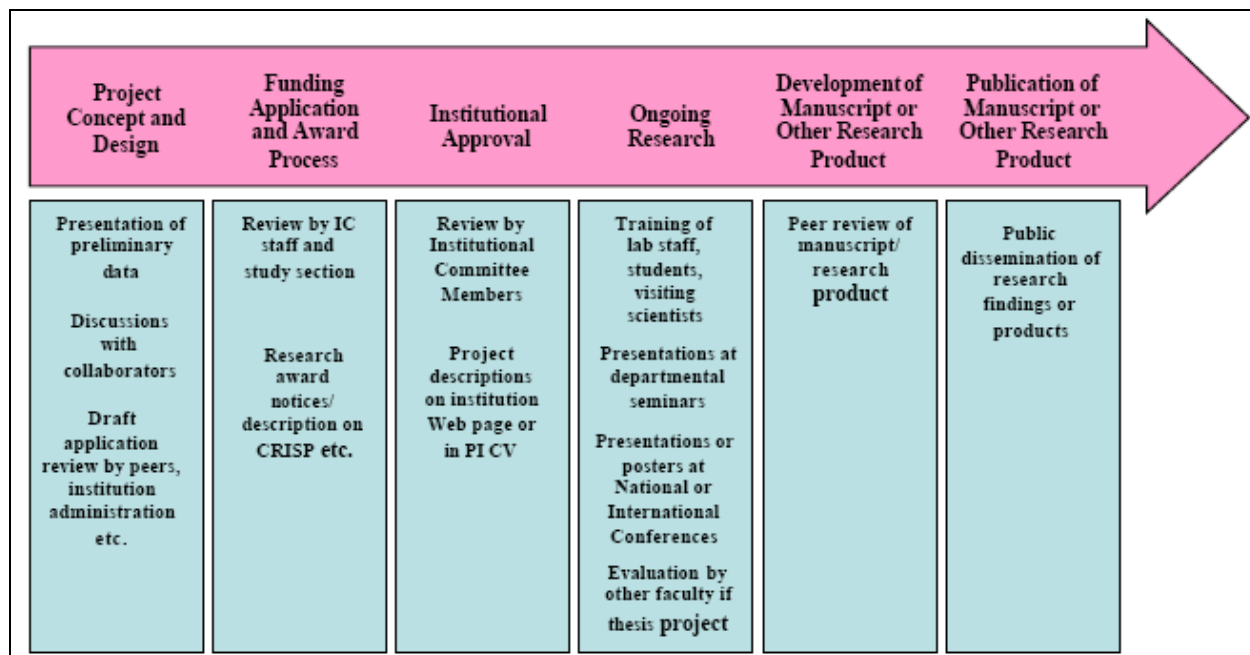 Project
Concept and
Design
Funding
Application
and Award
Process
Institutional
Approval
Ongoing
Research
Development of
Manuscript or
Other Research
Product
Publication of
Manuscript or
Other Research
Product
Presentation of
preliminary
data
Discussions
with
collaborators
Draft
application
review by peers,
institution
administration
etc.
Review by IC
staff and
study section
Research
award
notices/
description on
CRISP etc.
Review by
Institutional
Committee
Members
Project
descriptions
on institution
Web page or
in PI CV
Training of
lab staff,
students,
visiting
scientists
Presentations at
departmental
seminars
Presentations or
posters at
National or
International
Conferences
Evaluation by
other faculty if
thesis project
Peer review of
manuscript/
research
product
Public
dissemination of
research
findings or
products